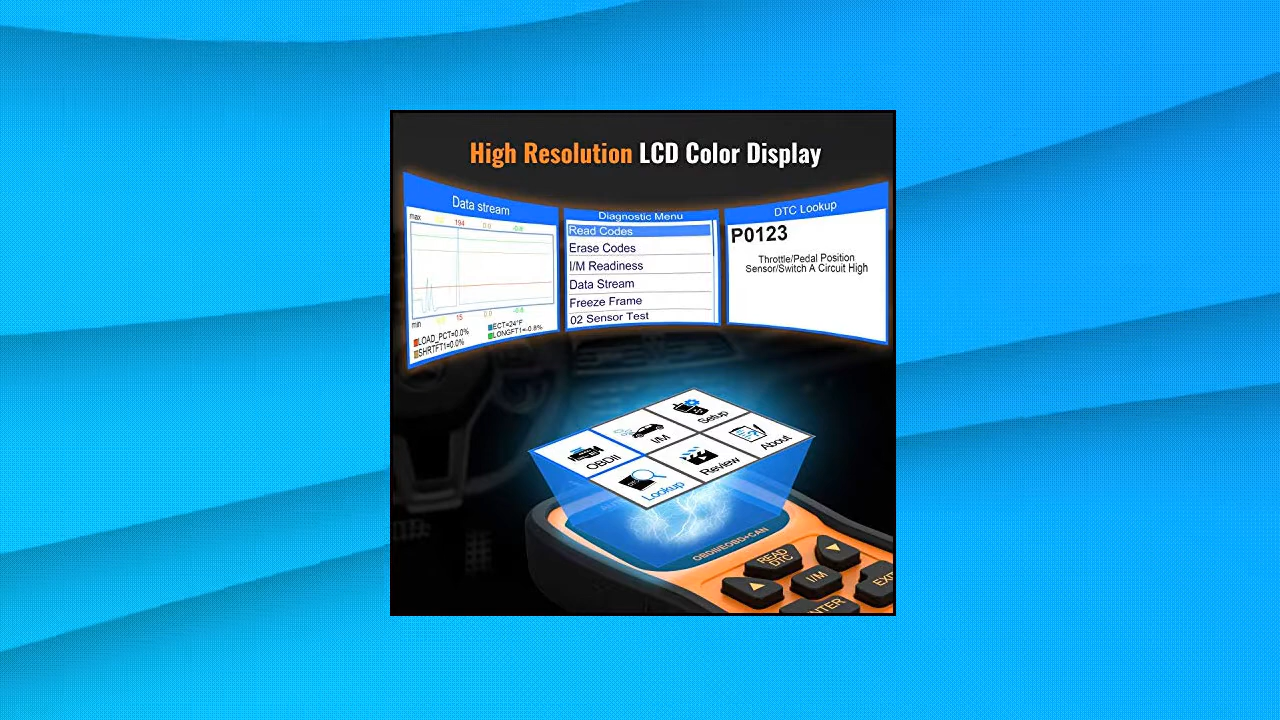 High Resolution LCD Color Display
Data stream
max
194
0.0
-0.8
min
15
0.0
-0.8
LOAD_PCT=0.0%
ECT=24°F
SHRTFT1=0.0%
LONGFT1=-0.8%
Diagnostic Menu
Read Codes
Erase Codes
I/M Readiness
Data Stream
Freeze Frame
02 Sensor Test
DTC Lookup
P0123
Throttle/Pedal Position
Sensor/Switch A Circuit High
OBDII
I/M
Setup
Lookup
Review
About
OBDII/EOBD+CAN
READ
DTC
I/M
EXIT
ENTER